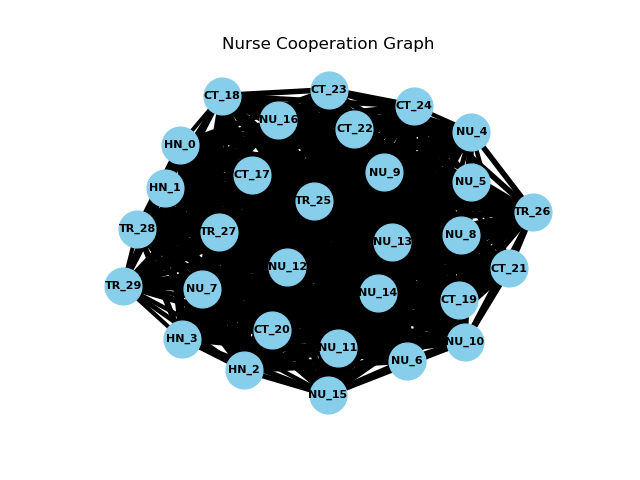 Nurse Cooperation Graph
CT_23
CT_18
CT_24
NU_16
CT_22
NU_4
HN_0
NU_9
CT_17
NU_5
HN_1
TR_25
TR_26
TR_28
TR_27
NU_8
NU_13
NU_12
CT_21
TR_29
NU_7
NU_14
CT_19
CT_20
HN_3
NU_10
NU_11
NU_6
HN_2
NU_15